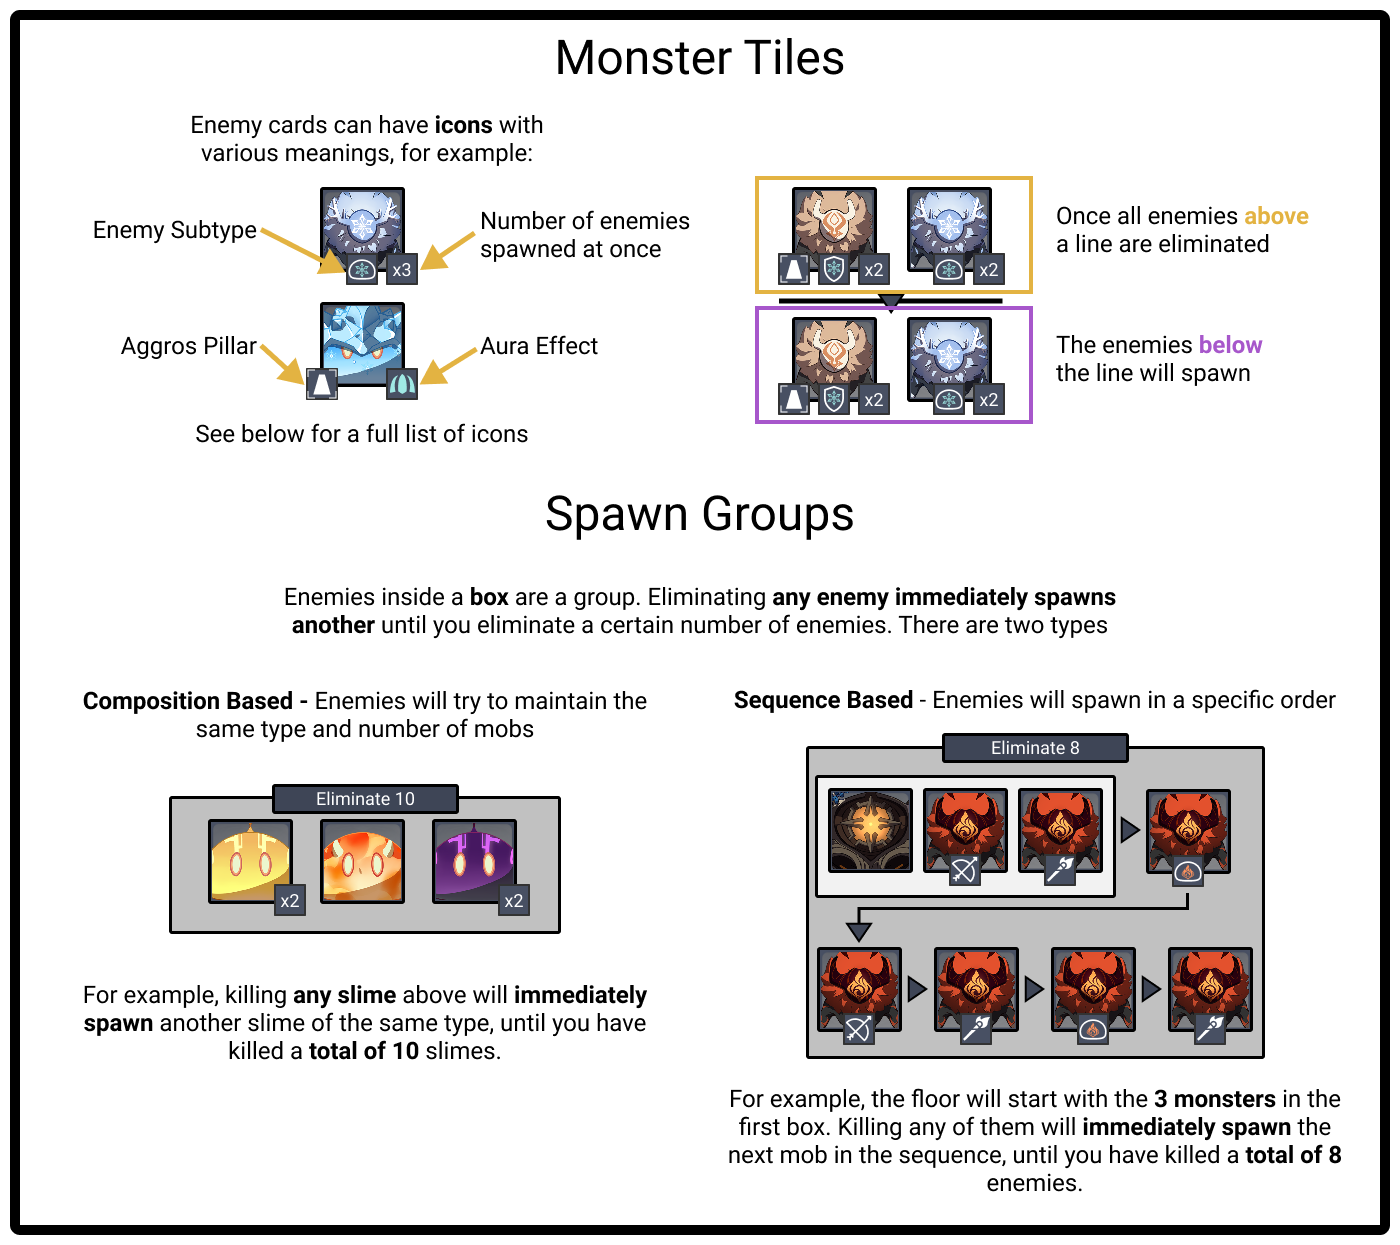 Monster Tiles
Enemy cards can have icons with
various meanings, for example:
Enemy Subtype
Number of enemies
spawned at once
x3
Aggros Pillar
Aura Effect
See below for a full list of icons
x2
x2
Once all enemies above
a line are eliminated
x2
x2
The enemies below
the line will spawn
Spawn Groups
Enemies inside a box are a group. Eliminating any enemy immediately spawns
another until you eliminate a certain number of enemies. There are two types
Composition Based - Enemies will try to maintain the
same type and number of mobs
Eliminate 10
x2
x2
For example, killing any slime above will immediately
spawn another slime of the same type, until you have
killed a total of 10 slimes.
Sequence Based - Enemies will spawn in a specific order
Eliminate 8
For example, the floor will start with the 3 monsters in the
first box. Killing any of them will immediately spawn the
next mob in the sequence, until you have killed a total of 8
enemies.